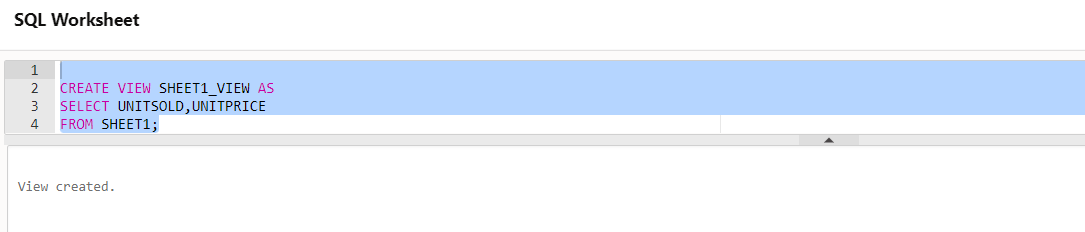 SQL Worksheet
1
2 CREATE VIEW SHEET1_VIEW AS
3 SELECT UNITSOLD,UNITPRICE
4 FROM SHEET1;
View created.